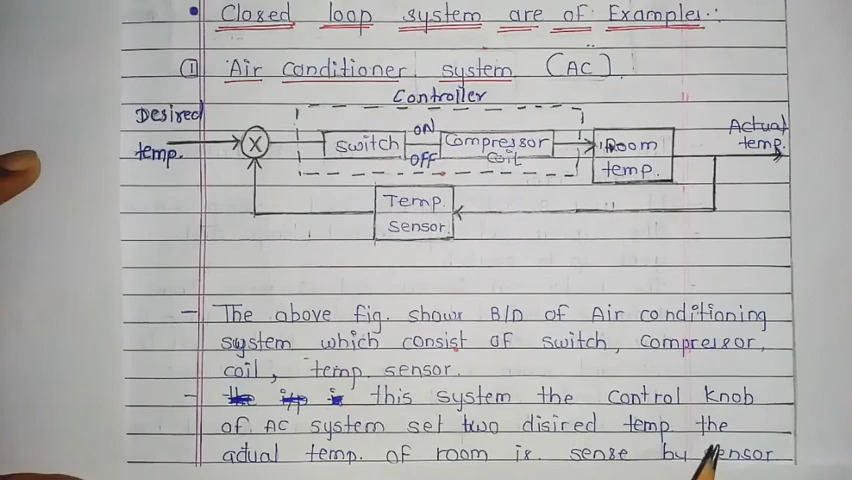 • Closed loop system are of Examples:
① Air conditioner system (AC).
Controller
Desired temp.
X
Switch
ON
OFF
Compressor
coil
Room
temp.
Actual
temp.
Temp.
Sensor.
- The above fig. shows B/D of Air conditioning
system which consist of switch, compressor,
coil, temp. sensor.
- this system the control knob
of AC system set two disired temp. the
actual temp. of room is sense by sensor